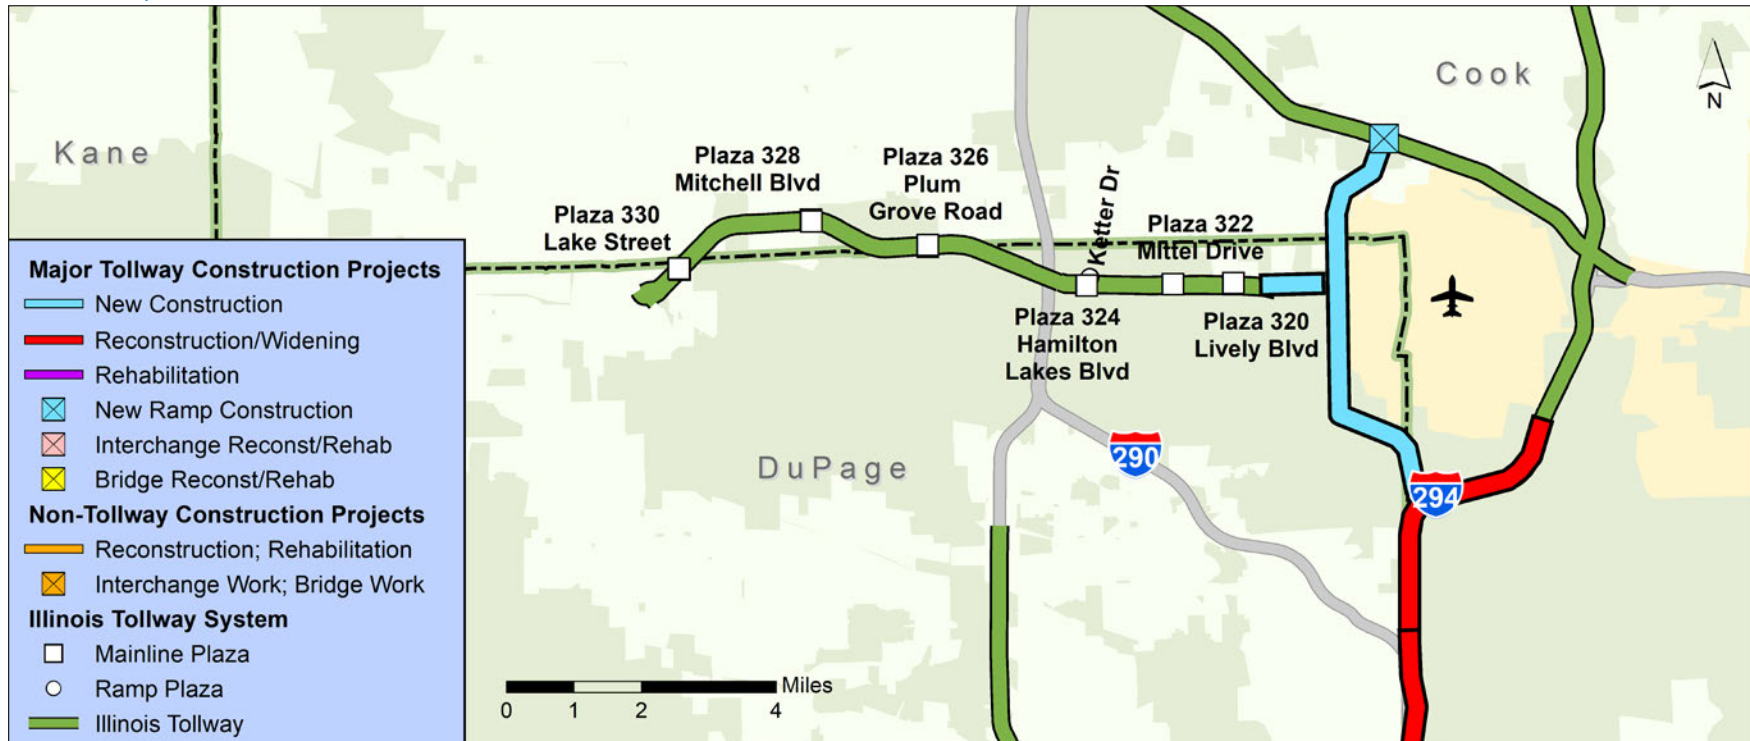 Kane
Cook
N
Plaza 328
Mitchell Blvd
Plaza 326
Plum
Grove Road
Ketter Dr
Plaza 330
Lake Street
Plaza 322
Mittel Drive
Plaza 324
Hamilton
Lakes Blvd
Plaza 320
Lively Blvd
DuPage
290
294
Major Tollway Construction Projects
New Construction
Reconstruction/Widening
Rehabilitation
New Ramp Construction
Interchange Reconst/Rehab
Bridge Reconst/Rehab
Non-Tollway Construction Projects
Reconstruction; Rehabilitation
Interchange Work; Bridge Work
Illinois Tollway System
Mainline Plaza
Ramp Plaza
Illinois Tollway
Miles
0 1 2 4